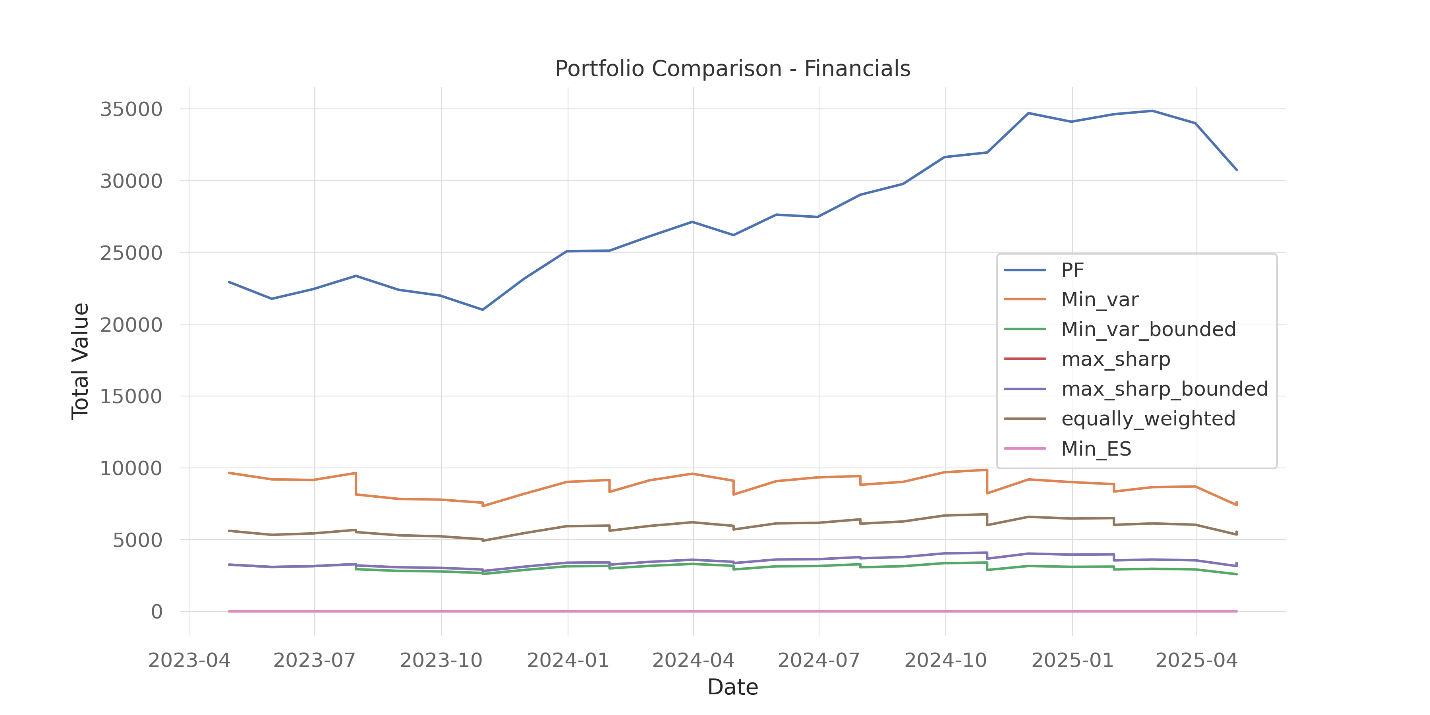 Portfolio Comparison - Financials
35000
30000
25000
20000
15000
10000
5000
0
Total Value
PF
Min_var
Min_var_bounded
max_sharp
max_sharp_bounded
equally_weighted
Min_ES
2023-04 2023-07 2023-10 2024-01 2024-04 2024-07 2024-10 2025-01 2025-04
Date